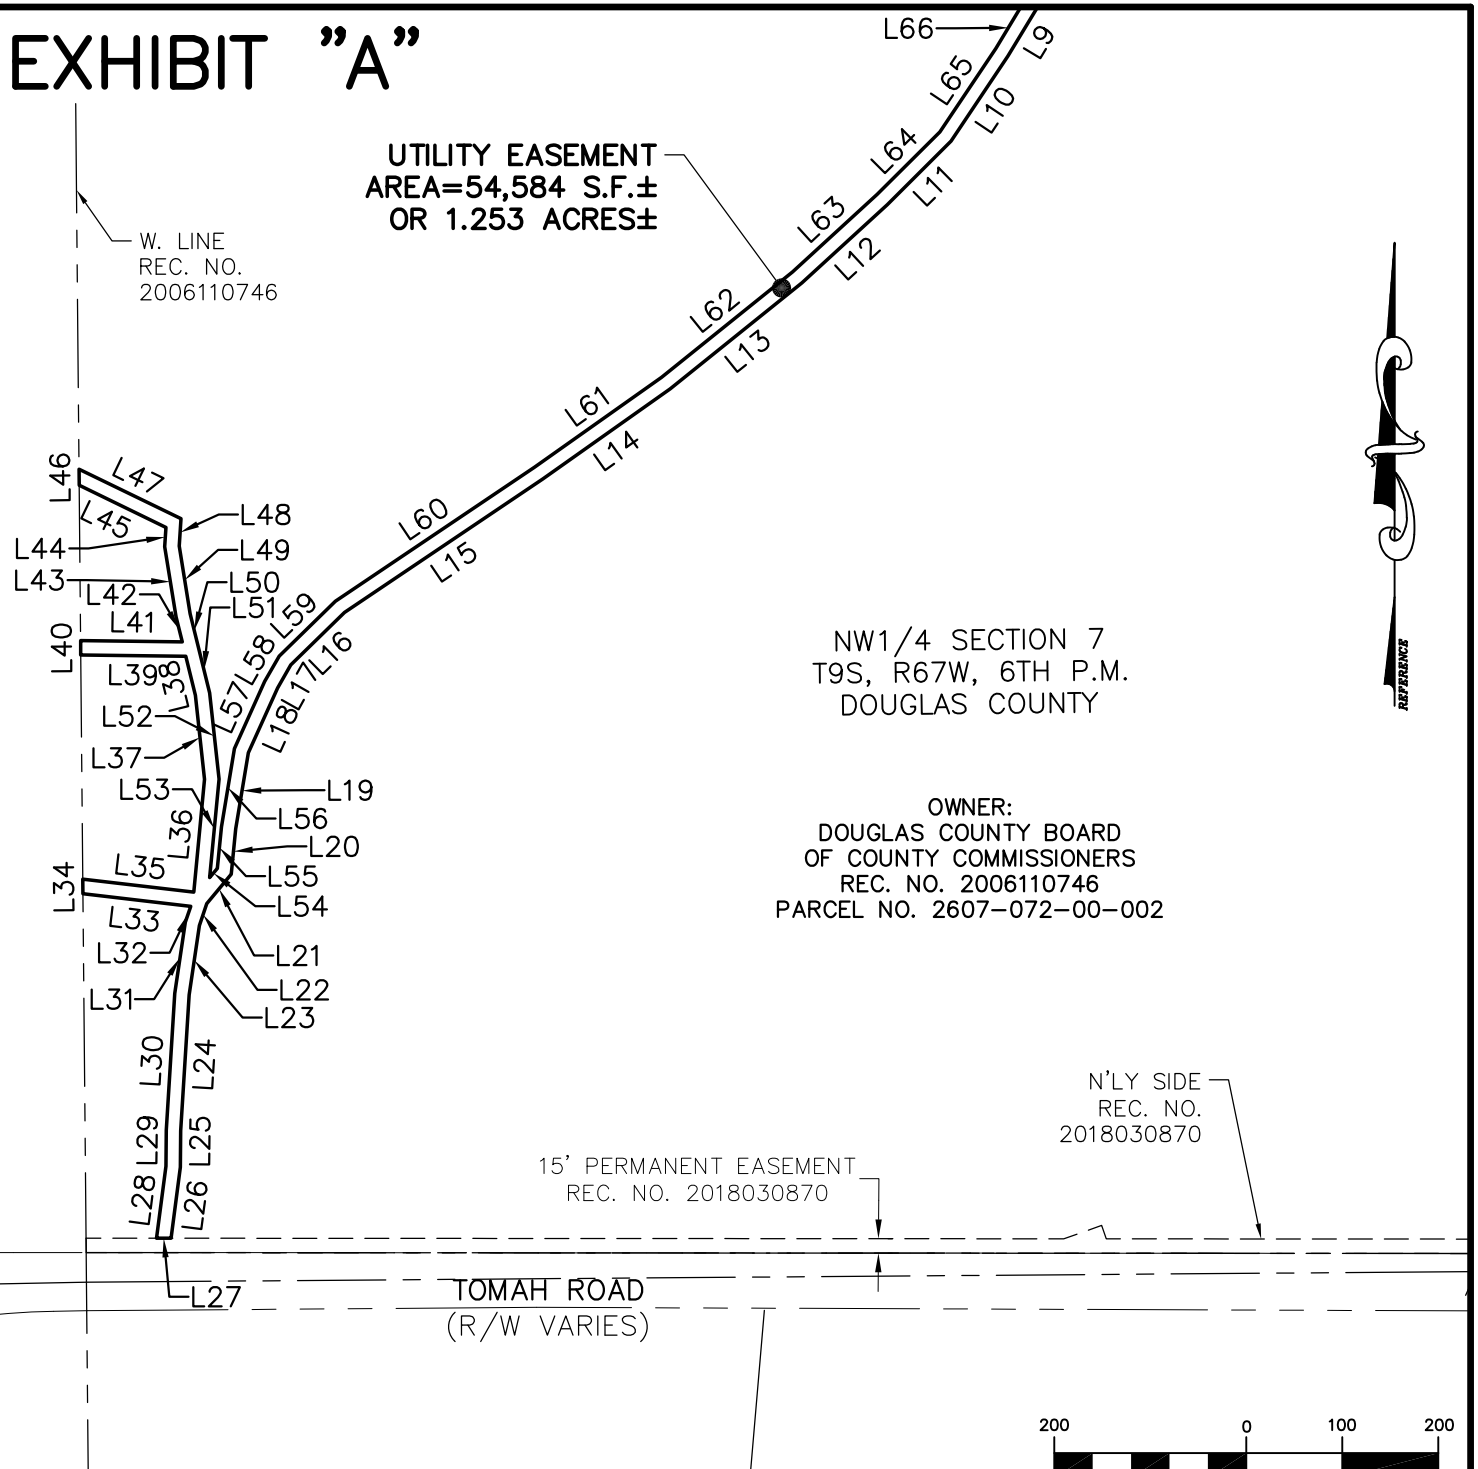 EXHIBIT "A"
L66
L9
L65
L10
UTILITY EASEMENT
AREA=54,584 S.F.±
OR 1.253 ACRES±
L64
L11
W. LINE
REC. NO.
2006110746
L63
L12
L62
L13
L61
L14
L46
L47
L45
L60
L15
L48
L44
L49
L43
L50
L42
L51
L41
L40
L39
L38
L59
L16
L58
L17
L57
L18
L52
L37
L53
L19
L56
L36
L20
L35
L34
L55
L54
L33
L32
L21
L31
L22
L23
NW1/4 SECTION 7
T9S, R67W, 6TH P.M.
DOUGLAS COUNTY
REFERENCE
OWNER:
DOUGLAS COUNTY BOARD
OF COUNTY COMMISSIONERS
REC. NO. 2006110746
PARCEL NO. 2607-072-00-002
L30
L24
L29
L25
L28
L26
L27
N'LY SIDE
REC. NO.
2018030870
15' PERMANENT EASEMENT
REC. NO. 2018030870
TOMAH ROAD
(R/W VARIES)
200 0 100 200